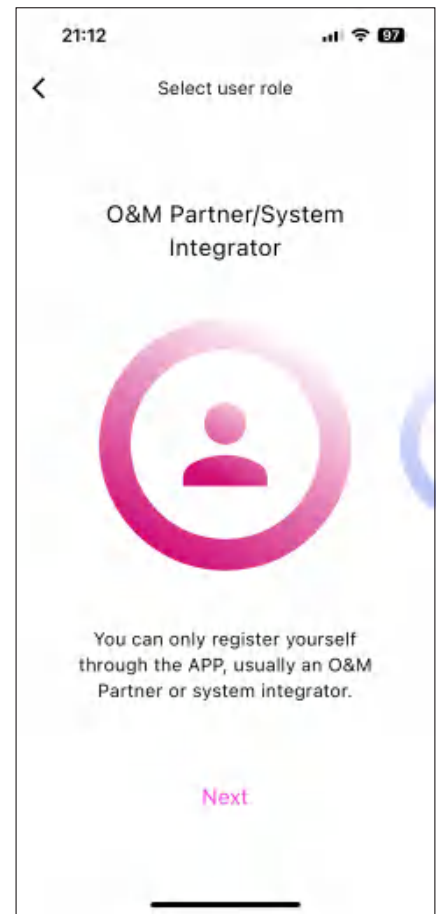 21:12
97
Select user role
O&M Partner/System
Integrator
You can only register yourself
through the APP, usually an O&M
Partner or system integrator.
Next